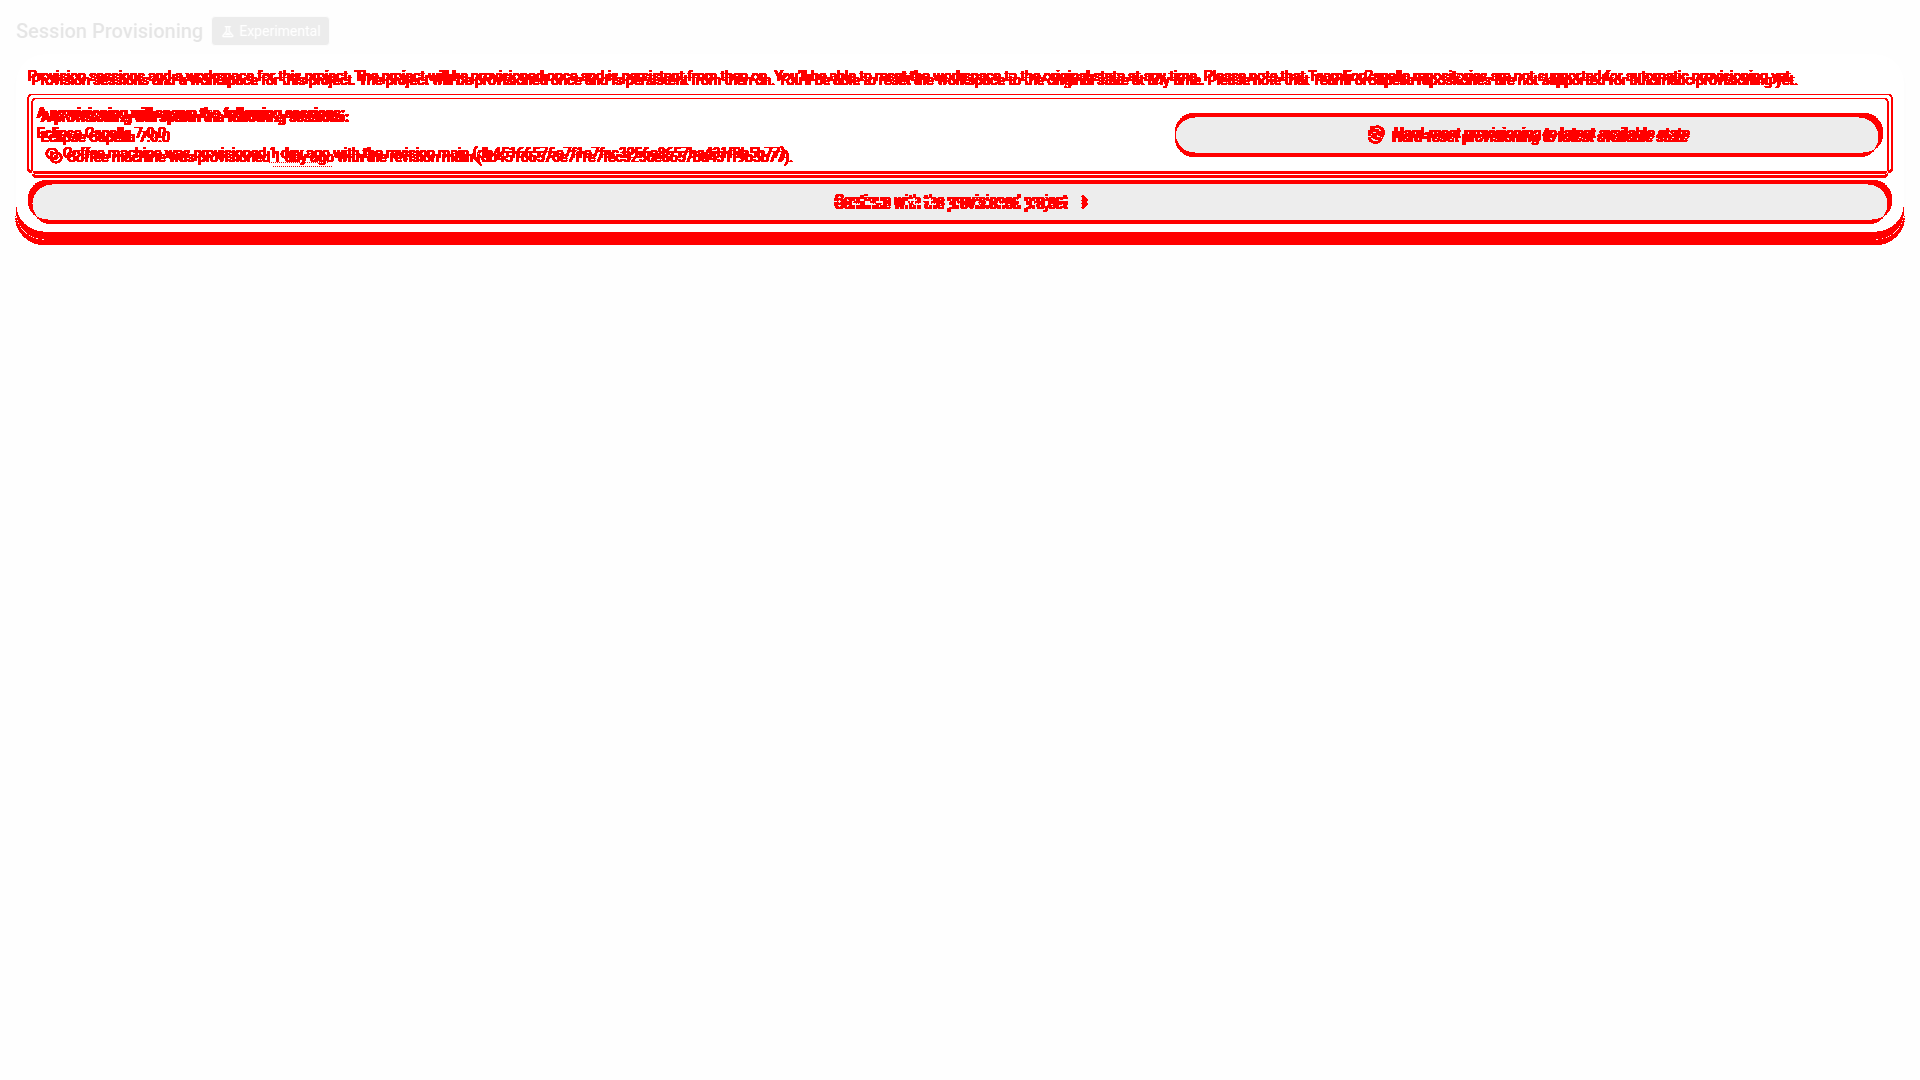 Session Provisioning Experimental
Provision sessions and a workspace for this project. The project will be provisioned once and is persistent from then on. You'll be able to reset the workspace to the original state at any time. Please note that TeamForCapella repositories are not supported for automatic provisioning yet.
A provisioning will spawn the following sessions:
Eclipse Capella 7.0.0
Coffee machine was provisioned 1 day ago with the revision main
Hard-reset provisioning to latest available state
Continue with the provisioned project